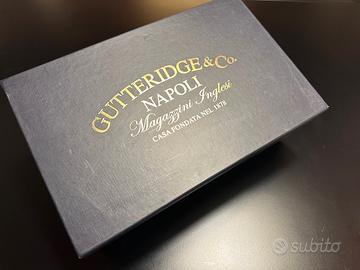 GUTTERIDGE & Co.
NAPOLI
Magazzini Inglesi
CASA FONDATA NEL 1878
subito